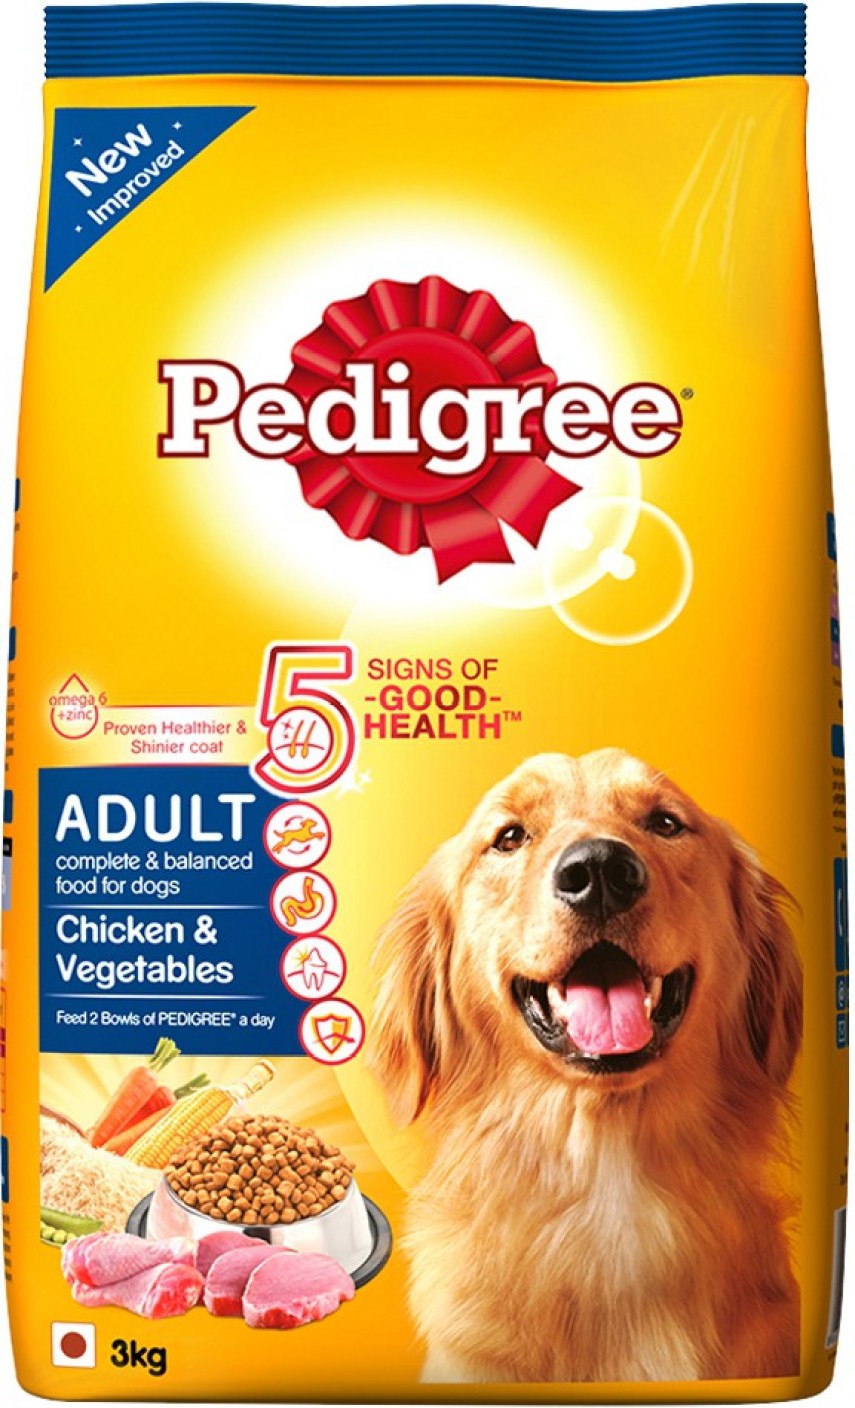 New
Improved
Pedigree®
omega 6
+zinc
Proven Healthier &
Shinier coat
5 SIGNS OF
-GOOD-
HEALTH™
ADULT
complete & balanced
food for dogs
Chicken &
Vegetables
Feed 2 Bowls of PEDIGREE® a day
3kg